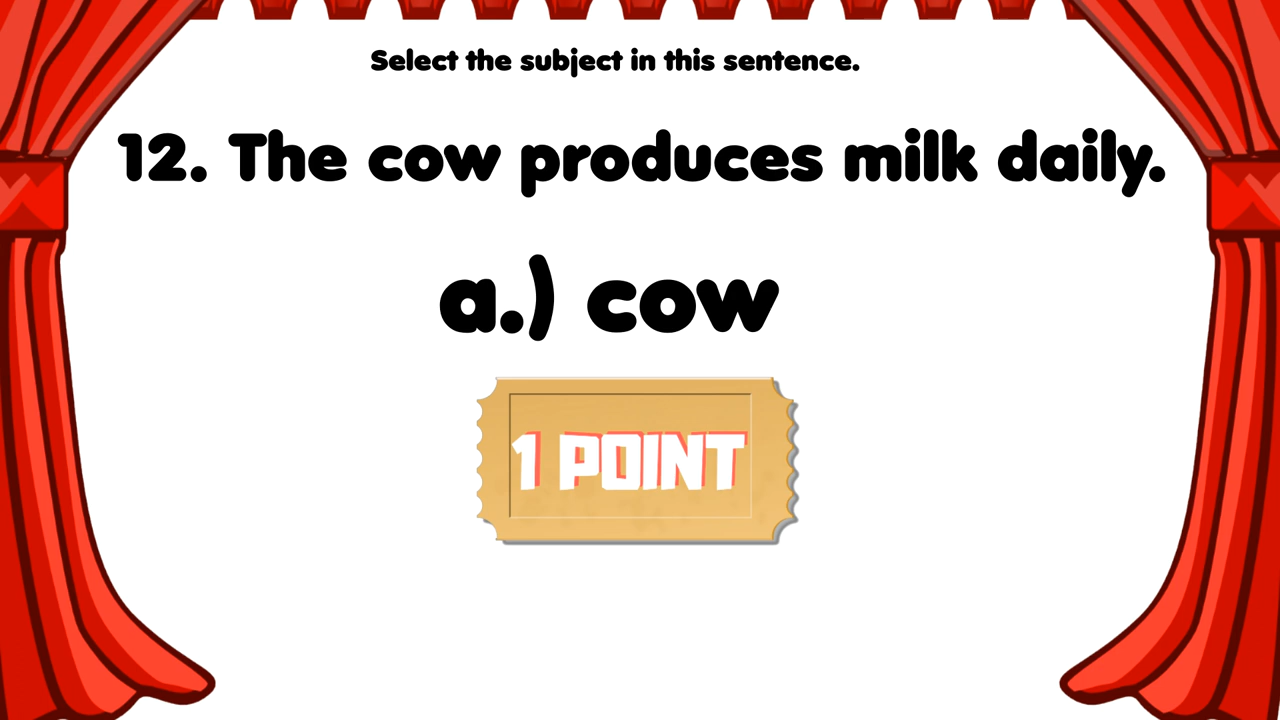 Select the subject in this sentence.
12. The cow produces milk daily.
a.) cow
1 POINT